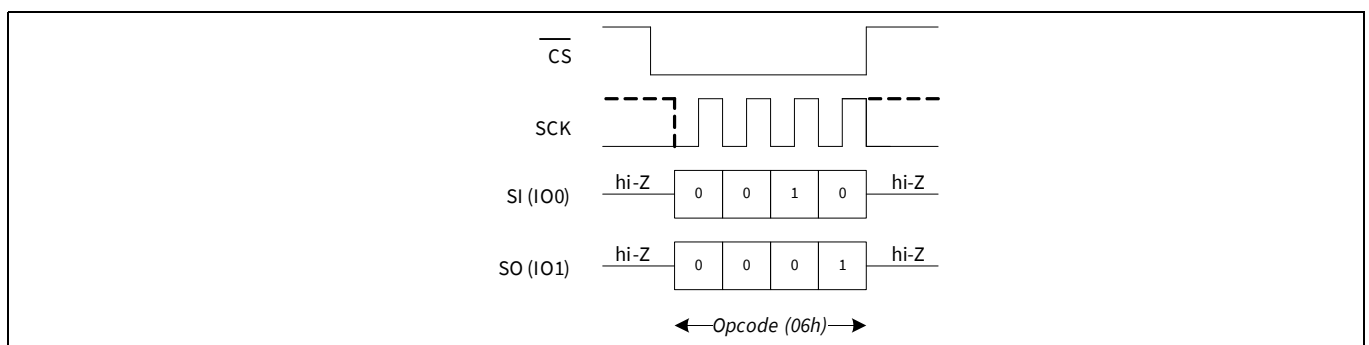 CS
SCK
hi-Z 0 0 1 0 hi-Z
SI (IO0)
hi-Z 0 0 0 1 hi-Z
SO (IO1)
Opcode (06h)